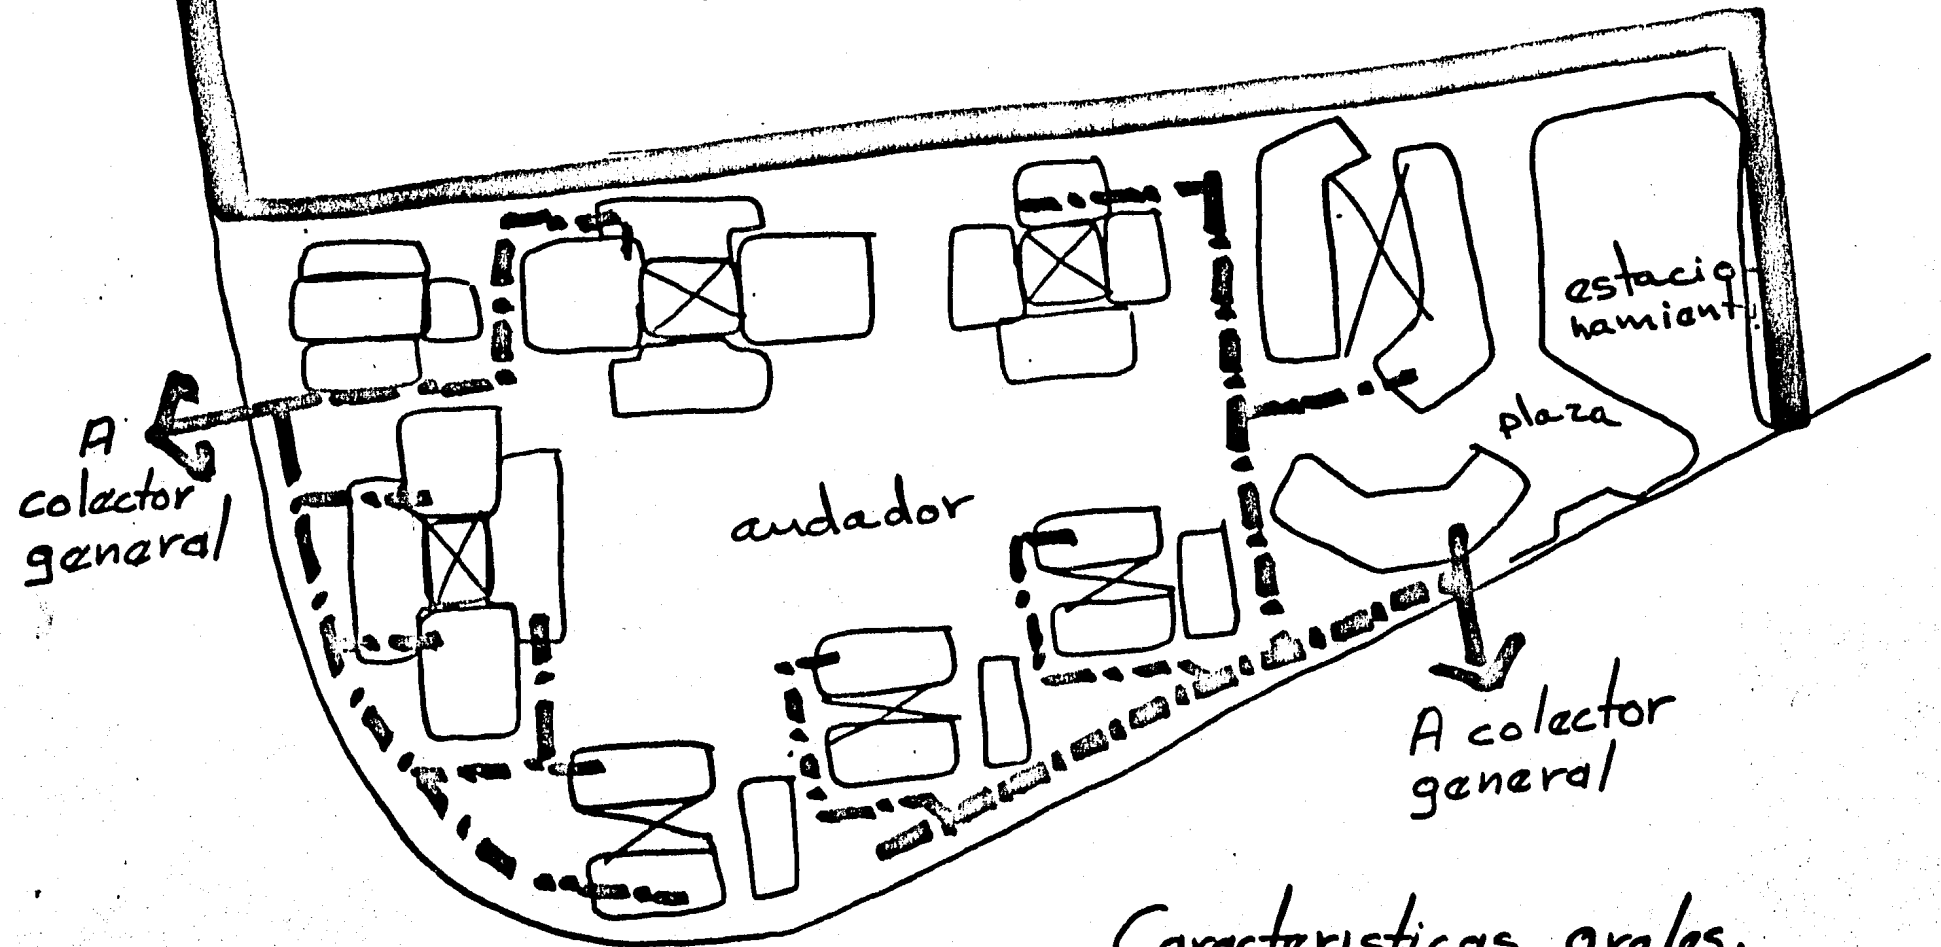 estacio
namient
plaza
A
colector
general
andador
A colector
general
Caracteristicas grales.